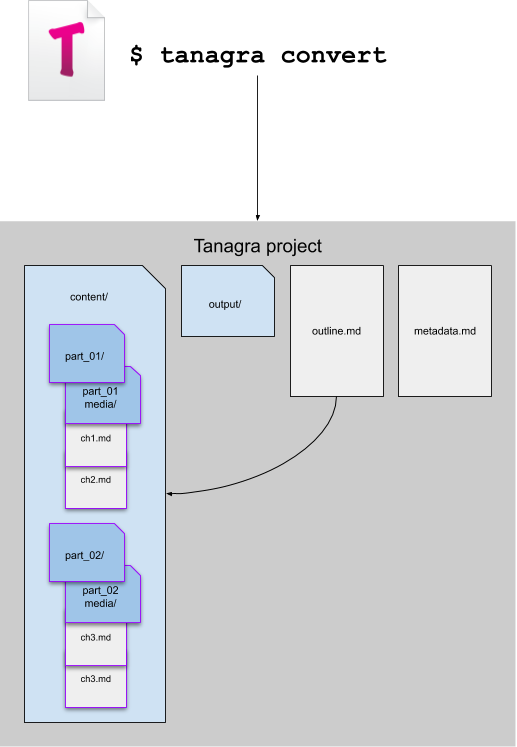 T
$ tanagra convert
Tanagra project
content/
part_01/
part_01
media/
ch1.md
ch2.md
part_02/
part_02
media/
ch3.md
ch3.md
output/
outline.md
metadata.md